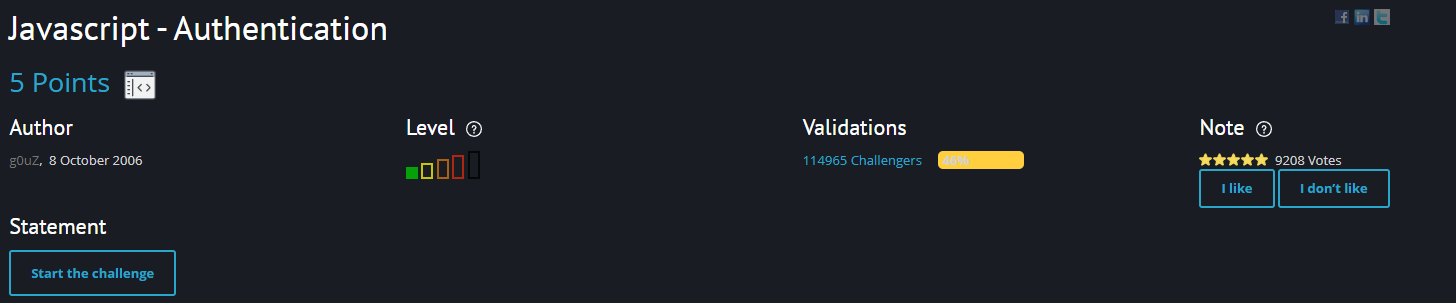 Javascript - Authentication
5 Points
Author
Level
Validations
Note
g0uZ, 8 October 2006
114965 Challengers
46%
9208 Votes
I like
I don't like
Statement
Start the challenge